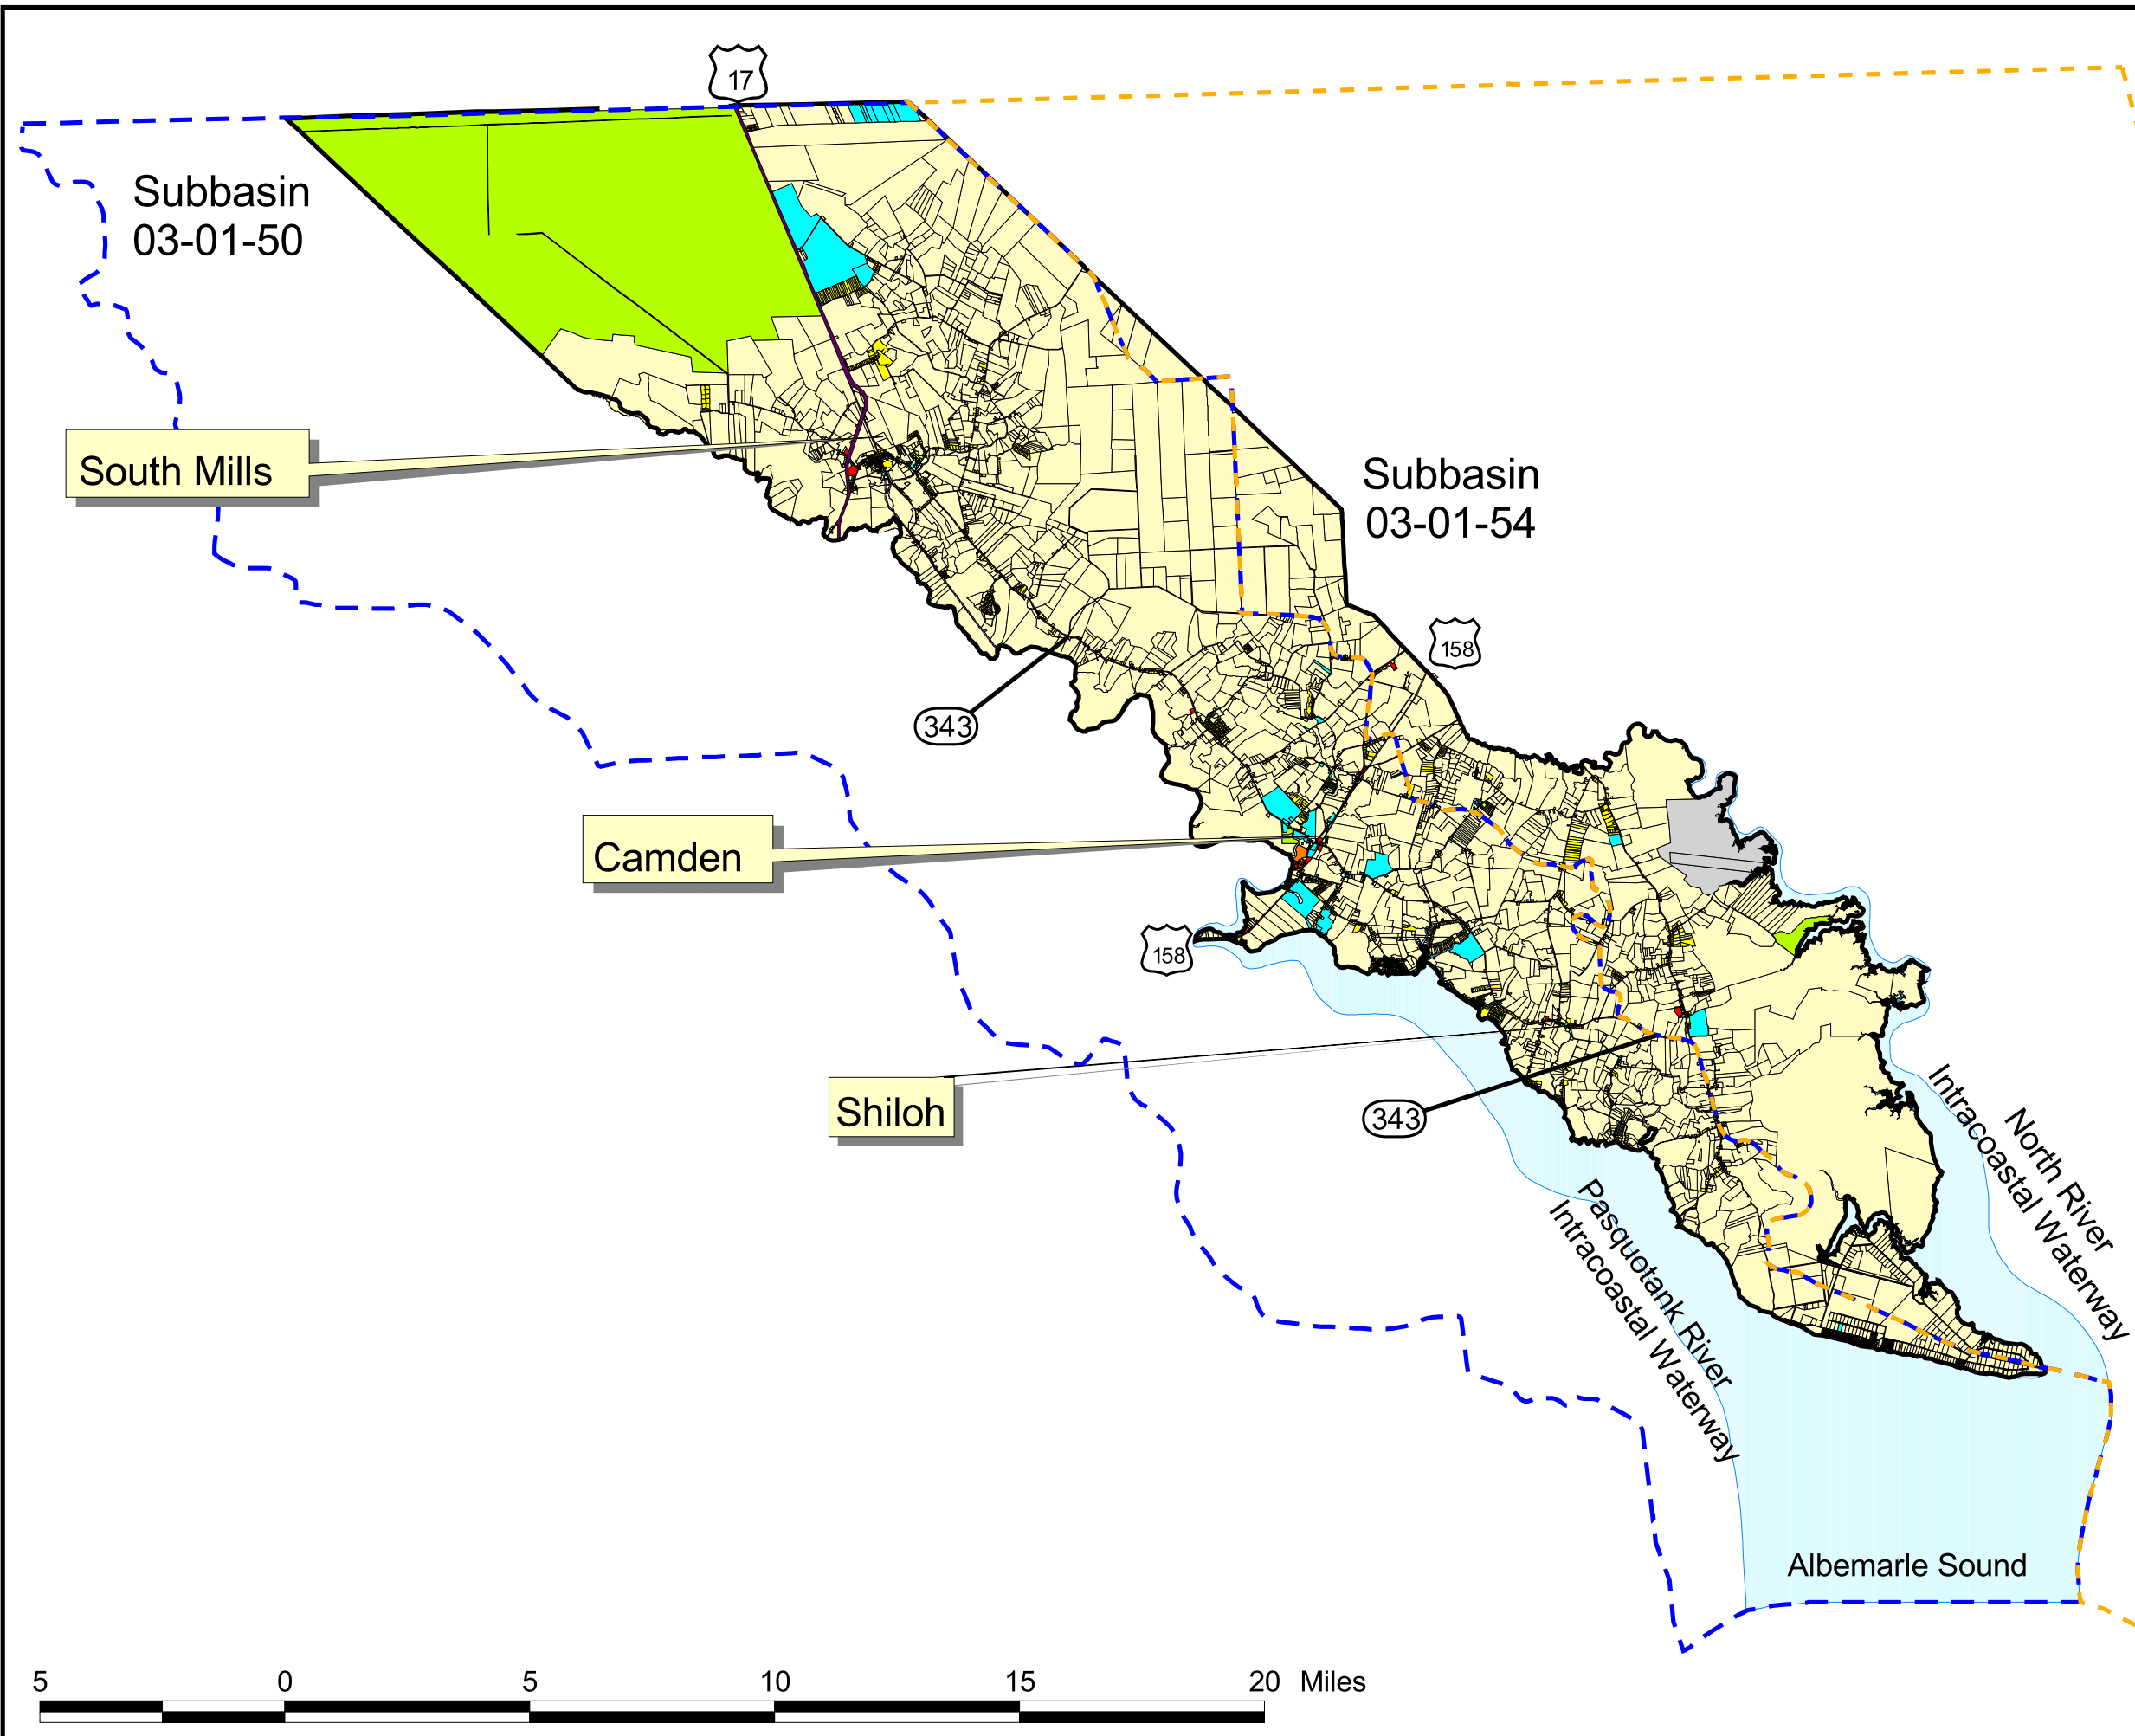 17
Subbasin
03-01-50
South Mills
Subbasin
03-01-54
158
343
Camden
158
Shiloh
343
North River
Intracoastal Waterway
Pasquotank River
Intracoastal Waterway
Albemarle Sound
5 0 5 10 15 20 Miles